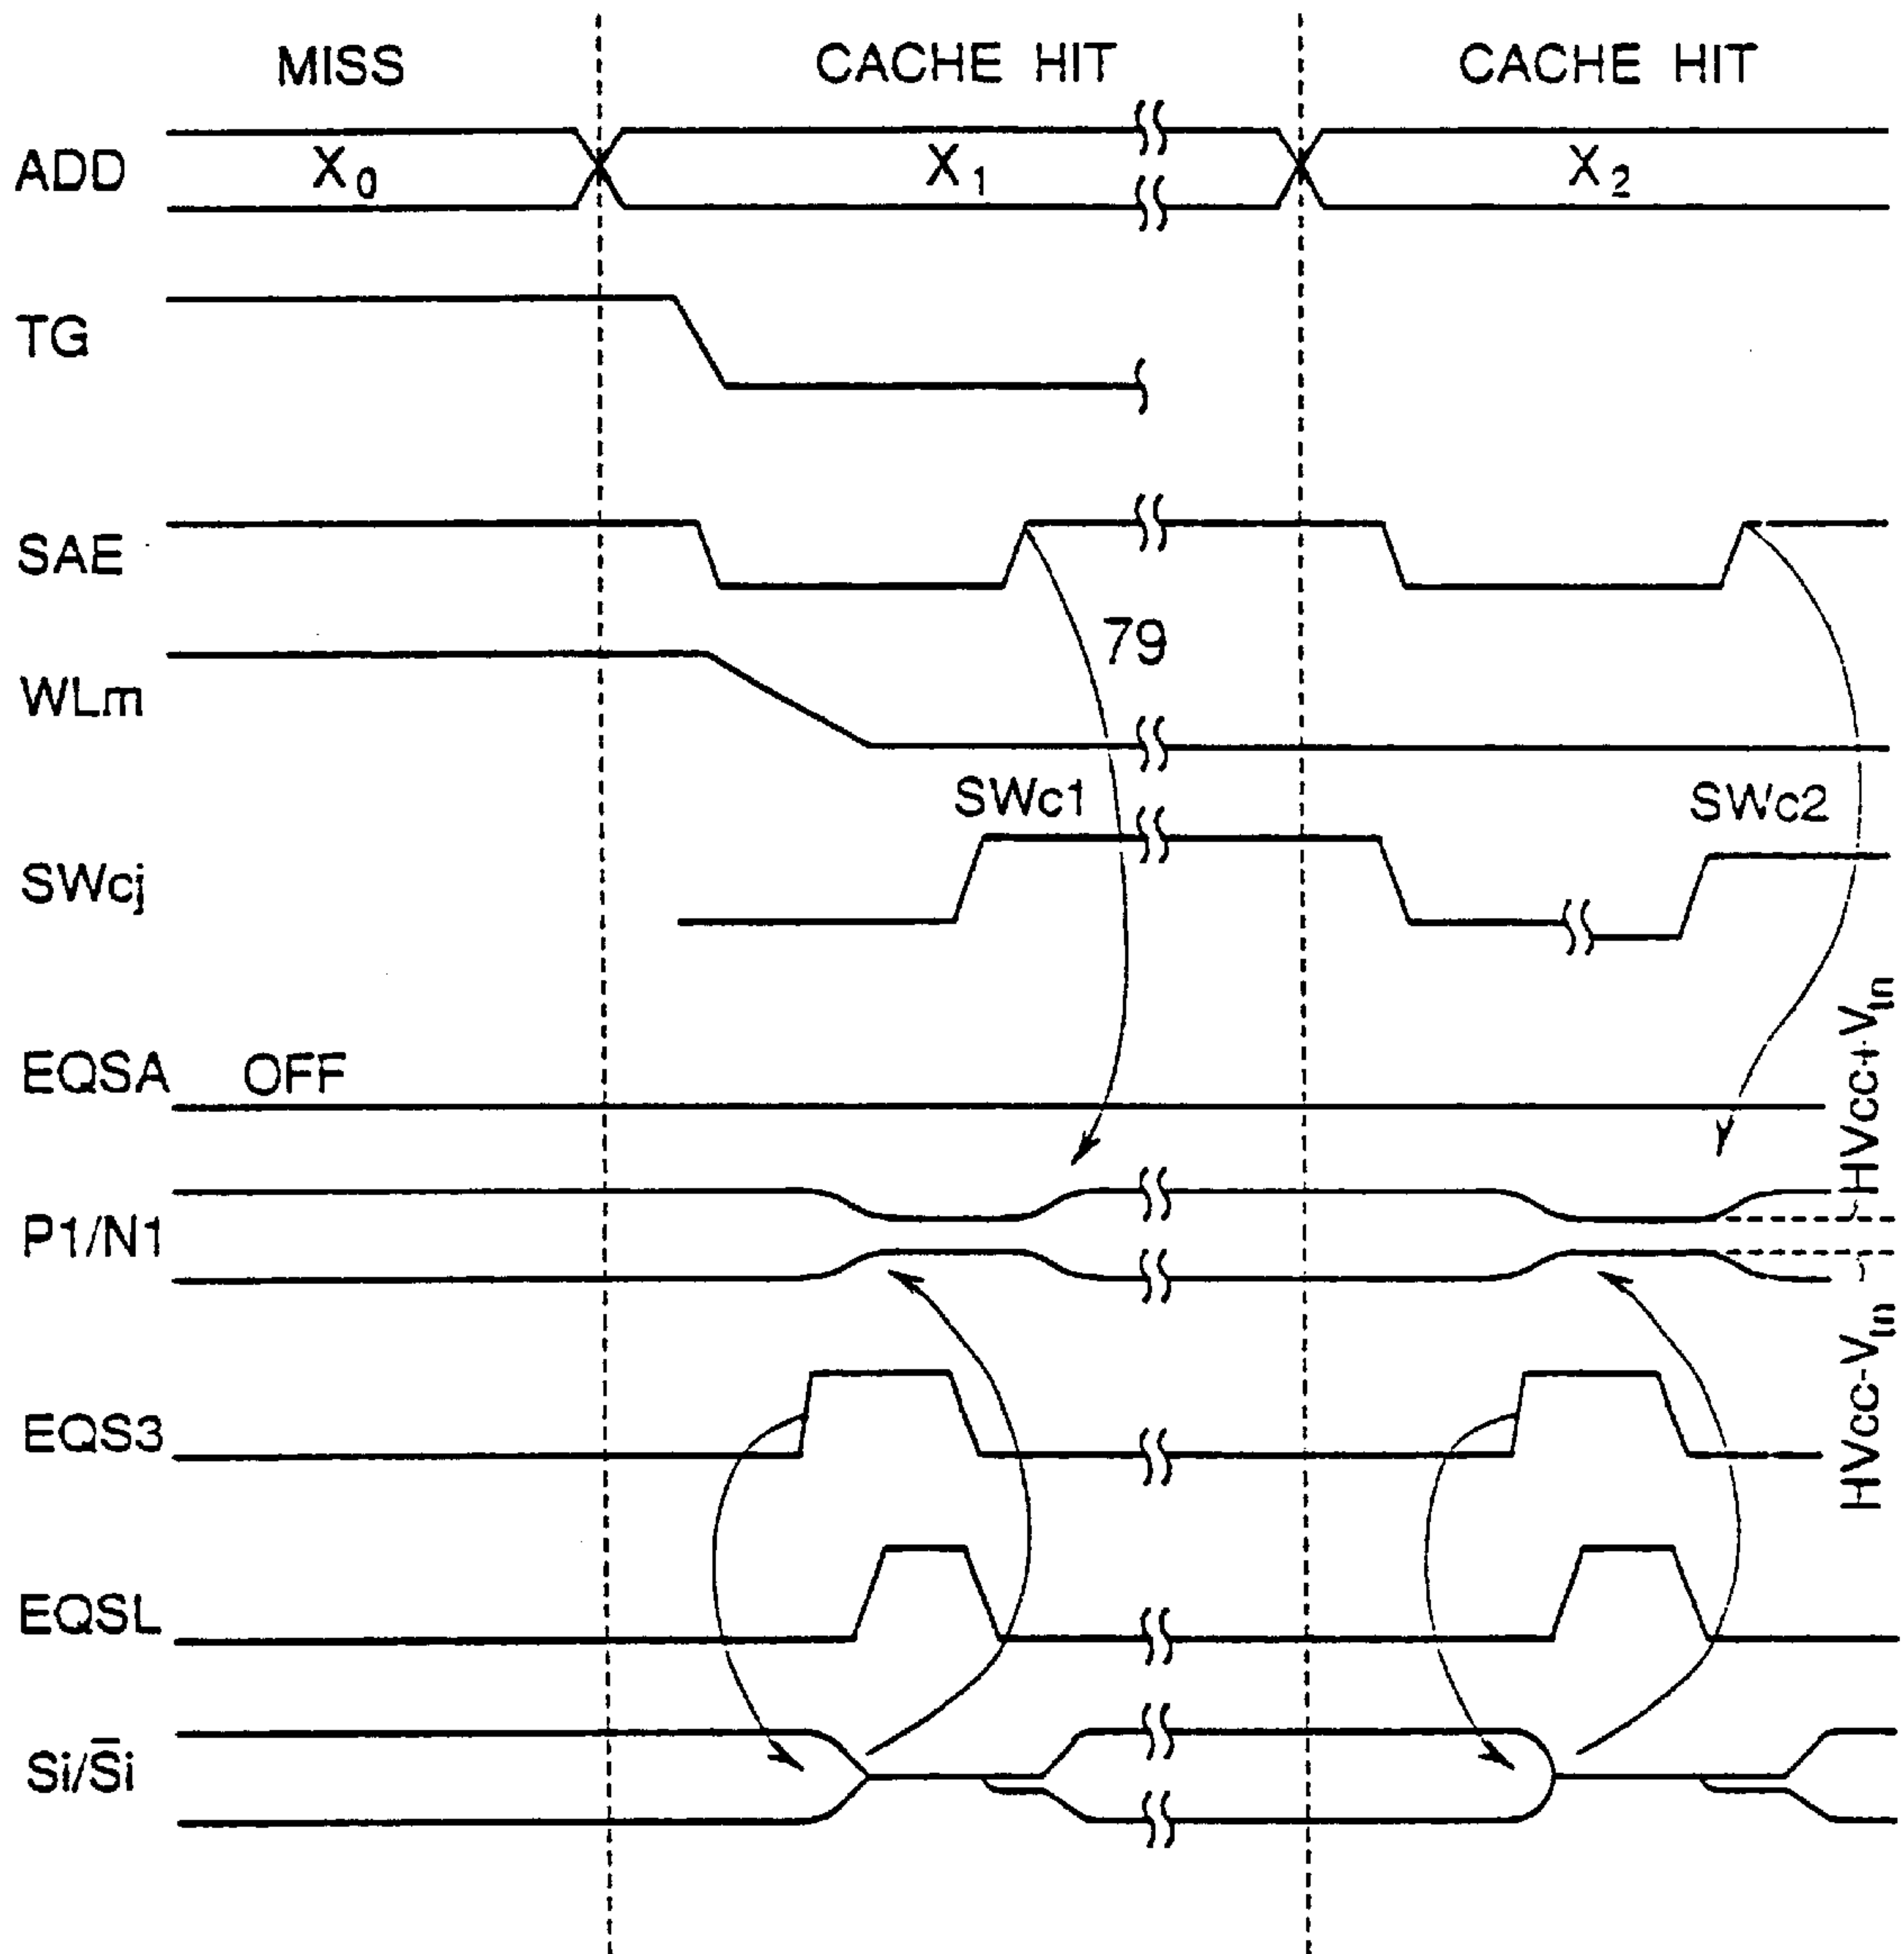 MISS CACHE HIT CACHE HIT
ADD X₀ X₁ X₂
TG
SAE
79
WLm
SWc1 SWc2
SWcj
EQSA OFF
HVcc+Vtn
P1/N1
HVcc-Vtn
EQS3
EQSL
Si/S̄i